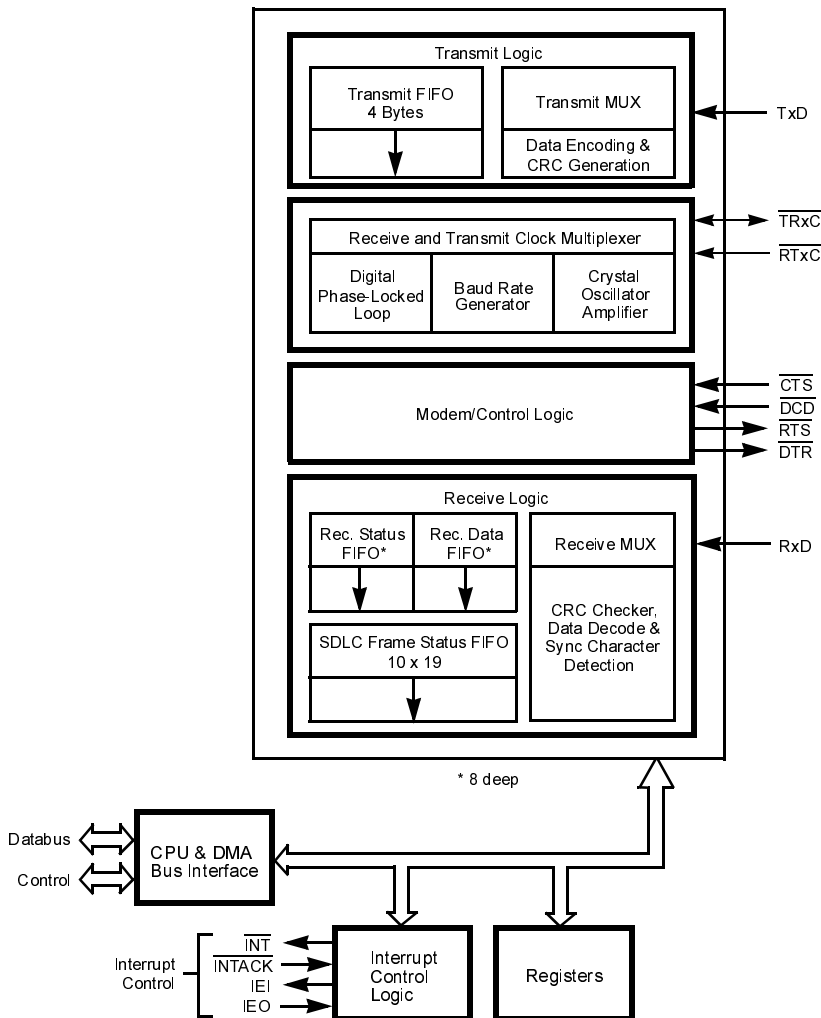 Transmit Logic
Transmit FIFO
4 Bytes
Transmit MUX
Data Encoding &
CRC Generation
TxD
Receive and Transmit Clock Multiplexer
Digital
Phase-Locked
Loop
Baud Rate
Generator
Crystal
Oscillator
Amplifier
TRxC
RTxC
Modem/Control Logic
CTS
DCD
RTS
DTR
Receive Logic
Rec. Status
FIFO*
Rec. Data
FIFO*
Receive MUX
RxD
SDLC Frame Status FIFO
10 x 19
CRC Checker,
Data Decode &
Sync Character
Detection
* 8 deep
Databus
Control
CPU & DMA
Bus Interface
Interrupt
Control
INT
INTACK
IEI
IEO
Interrupt
Control
Logic
Registers